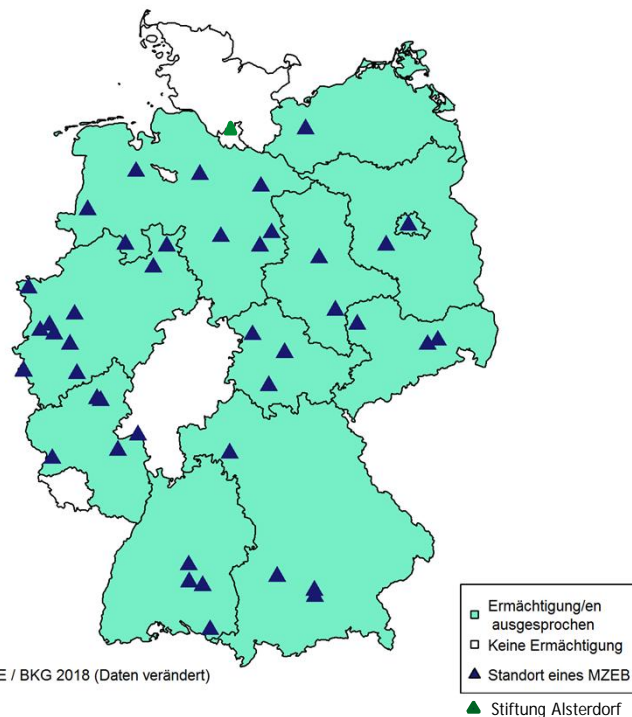 Ermächtigung/en
ausgesprochen
Keine Ermächtigung
Standort eines MZEB
E / BKG 2018 (Daten verändert)
Stiftung Alsterdorf